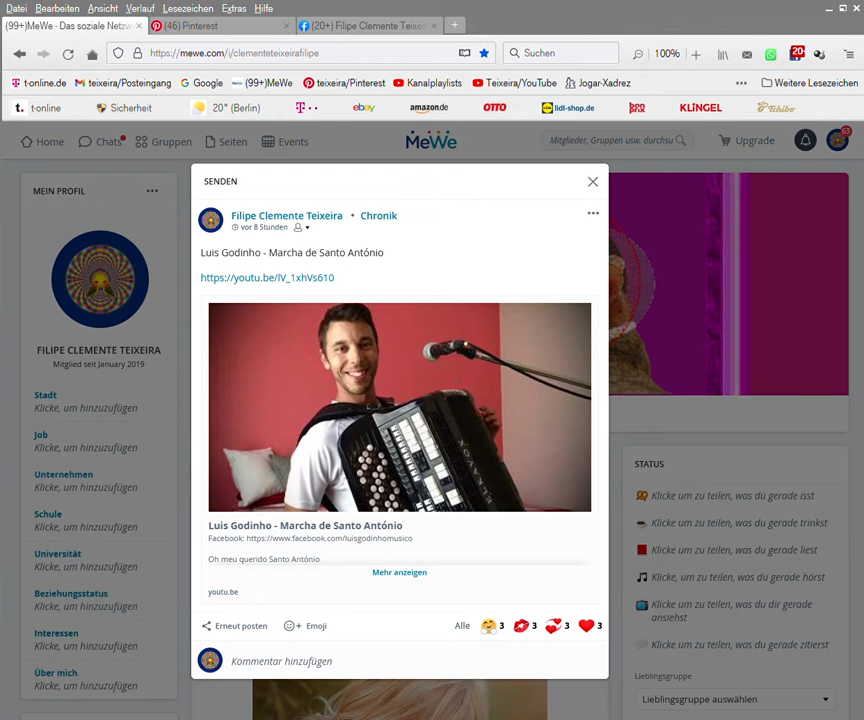 Datei Bearbeiten Ansicht Verlauf Lesezeichen Extras Hilfe
(99+)MeWe - Das soziale Netzw
(46) Pinterest
(20+) Filipe Clemente Teixei
https://mewe.com/i/clementeteixeirafilipe
Suchen
100%
20
t-online.de teixeira/Posteingang Google (99+)MeWe teixeira/Pinterest Kanalplaylists Teixeira/YouTube Jogar-Xadrez Weitere Lesezeichen
t-online Sicherheit 20° (Berlin) ebay amazon.de OTTO lidl-shop.de bonprix KLiNGEL Tchibo
Home Chats Gruppen Seiten Events MeWe Mitglieder, Gruppen usw. durchsu Upgrade 63
MEIN PROFIL
FILIPE CLEMENTE TEIXEIRA
Mitglied seit January 2019
Stadt
Klicke, um hinzuzufügen
Job
Klicke, um hinzuzufügen
Unternehmen
Klicke, um hinzuzufügen
Schule
Klicke, um hinzuzufügen
Universität
Klicke, um hinzuzufügen
Beziehungsstatus
Klicke, um hinzuzufügen
Interessen
Klicke, um hinzuzufügen
Über mich
Klicke, um hinzuzufügen
SENDEN
Filipe Clemente Teixeira • Chronik
vor 8 Stunden
Luis Godinho - Marcha de Santo António
https://youtu.be/lV_1xhVs610
Luis Godinho - Marcha de Santo António
Facebook: https://www.facebook.com/luisgodinhomusico
Oh meu querido Santo António
Mehr anzeigen
youtu.be
Erneut posten Emoji Alle 3 3 3 3
Kommentar hinzufügen
STATUS
Klicke um zu teilen, was du gerade isst
Klicke um zu teilen, was du gerade trinkst
Klicke um zu teilen, was du gerade liest
Klicke, um zu teilen, was du gerade hörst
Klicke um zu teilen, was du dir gerade
ansiehst
Klicke um zu teilen, was du gerade zitierst
Lieblingsgruppe
Lieblingsgruppe auswählen